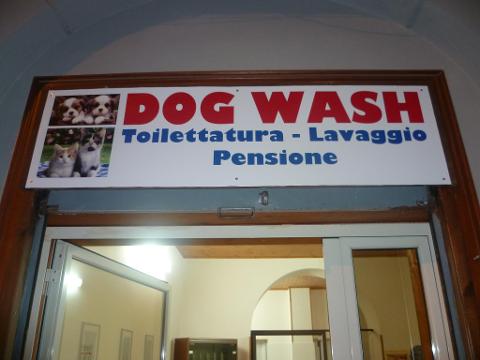 DOG WASH
Toilettatura - Lavaggio
Pensione